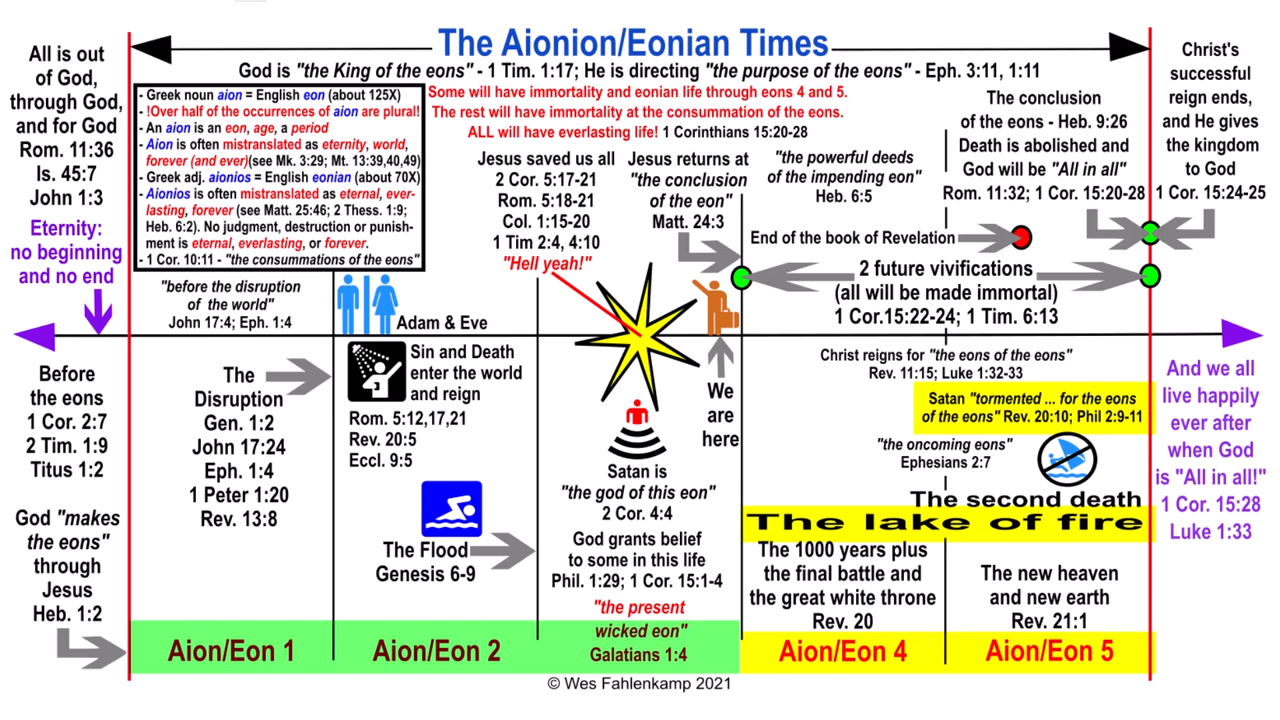 The Aionion/Eonian Times
God is "the King of the eons" - 1 Tim. 1:17; He is directing "the purpose of the eons" - Eph. 3:11, 1:11
All is out
of God,
through God,
and for God
Rom. 11:36
Is. 45:7
John 1:3
Eternity:
no beginning
and no end
- Greek noun aion = English eon (about 125X)
- !Over half of the occurrences of aion are plural!
- An aion is an eon, age, a period
- Aion is often mistranslated as eternity, world,
forever (and ever)(see Mk. 3:29; Mt. 13:39,40,49)
- Greek adj. aionios = English eonian (about 70X)
- Aionios is often mistranslated as eternal, ever-
lasting, forever (see Matt. 25:46; 2 Thess. 1:9;
Heb. 6:2). No judgment, destruction or punish-
ment is eternal, everlasting, or forever.
- 1 Cor. 10:11 - "the consummations of the eons"
Some will have immortality and eonian life through eons 4 and 5.
The rest will have immortality at the consummation of the eons.
ALL will have everlasting life! 1 Corinthians 15:20-28
Jesus saved us all
2 Cor. 5:17-21
Rom. 5:18-21
Col. 1:15-20
1 Tim 2:4, 4:10
"Hell yeah!"
Jesus returns at
"the conclusion
of the eon"
Matt. 24:3
"the powerful deeds
of the impending eon"
Heb. 6:5
The conclusion
of the eons - Heb. 9:26
Death is abolished and
God will be "All in all"
Rom. 11:32; 1 Cor. 15:20-28
Christ's
successful
reign ends,
and He gives
the kingdom
to God
1 Cor. 15:24-25
End of the book of Revelation
2 future vivifications
(all will be made immortal)
1 Cor.15:22-24; 1 Tim. 6:13
"before the disruption
of the world"
John 17:4; Eph. 1:4
Adam & Eve
Before
the eons
1 Cor. 2:7
2 Tim. 1:9
Titus 1:2
God "makes
the eons"
through
Jesus
Heb. 1:2
The
Disruption
Gen. 1:2
John 17:24
Eph. 1:4
1 Peter 1:20
Rev. 13:8
Sin and Death
enter the world
and reign
Rom. 5:12,17,21
Rev. 20:5
Eccl. 9:5
The Flood
Genesis 6-9
Satan is
"the god of this eon"
2 Cor. 4:4
God grants belief
to some in this life
Phil. 1:29; 1 Cor. 15:1-4
"the present
wicked eon"
Galatians 1:4
We
are
here
Christ reigns for "the eons of the eons"
Rev. 11:15; Luke 1:32-33
Satan "tormented ... for the eons
of the eons" Rev. 20:10; Phil 2:9-11
"the oncoming eons"
Ephesians 2:7
The second death
The lake of fire
The 1000 years plus
the final battle and
the great white throne
Rev. 20
The new heaven
and new earth
Rev. 21:1
And we all
live happily
ever after
when God
is "All in all!"
1 Cor. 15:28
Luke 1:33
Aion/Eon 1
Aion/Eon 2
Aion/Eon 4
Aion/Eon 5
© Wes Fahlenkamp 2021